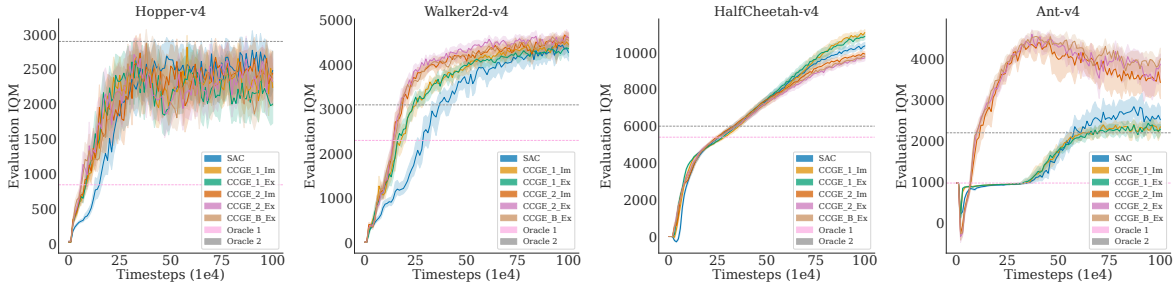 Hopper-v4
Evaluation IQM
3000
2500
2000
1500
1000
500
0
SAC
CCGE_1_Im
CCGE_1_Ex
CCGE_2_Im
CCGE_2_Ex
CCGE_B_Ex
Oracle 1
Oracle 2
0 25 50 75 100
Timesteps (1e4)
Walker2d-v4
Evaluation IQM
5000
4000
3000
2000
1000
0
SAC
CCGE_1_Im
CCGE_1_Ex
CCGE_2_Im
CCGE_2_Ex
CCGE_B_Ex
Oracle 1
Oracle 2
0 25 50 75 100
Timesteps (1e4)
HalfCheetah-v4
Evaluation IQM
10000
8000
6000
4000
2000
0
SAC
CCGE_1_Im
CCGE_1_Ex
CCGE_2_Im
CCGE_2_Ex
CCGE_B_Ex
Oracle 1
Oracle 2
0 25 50 75 100
Timesteps (1e4)
Ant-v4
Evaluation IQM
4000
3000
2000
1000
0
SAC
CCGE_1_Im
CCGE_1_Ex
CCGE_2_Im
CCGE_2_Ex
CCGE_B_Ex
Oracle 1
Oracle 2
0 25 50 75 100
Timesteps (1e4)